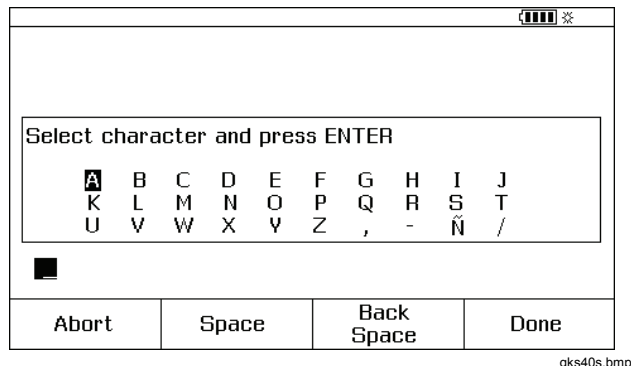 Select character and press ENTER
A B C D E F G H I J
K L M N O P Q R S T
U V W X Y Z , - Ñ /
Abort Space Back Space Done
gks40s.bmp